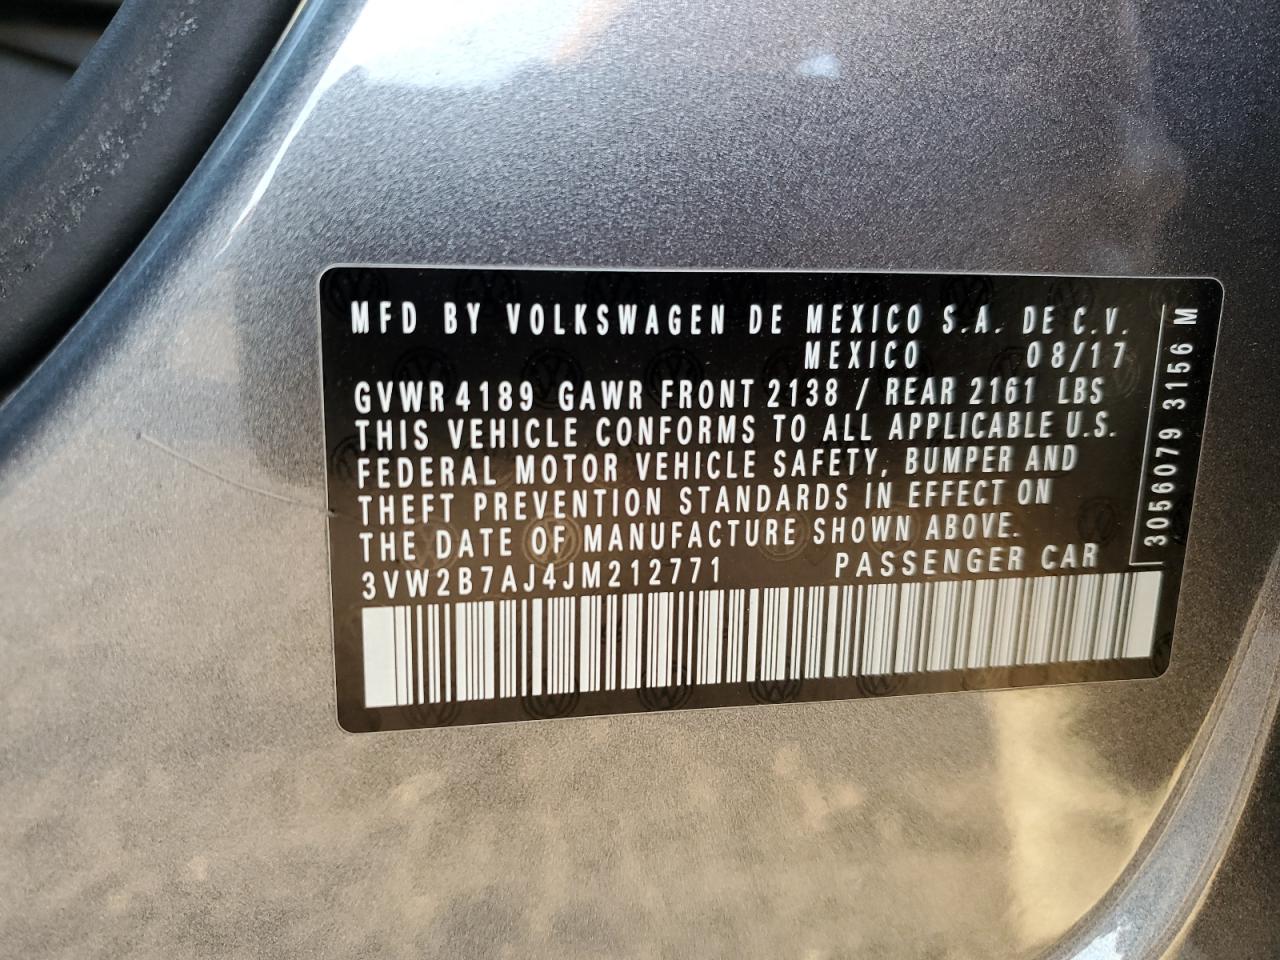 MFD BY VOLKSWAGEN DE MEXICO S.A. DE C.V.
MEXICO 08/17
GVWR 4189 GAWR FRONT 2138 / REAR 2161 LBS
THIS VEHICLE CONFORMS TO ALL APPLICABLE U.S.
FEDERAL MOTOR VEHICLE SAFETY, BUMPER AND
THEFT PREVENTION STANDARDS IN EFFECT ON
THE DATE OF MANUFACTURE SHOWN ABOVE.
3VW2B7AJ4JM212771 PASSENGER CAR
3056079 3156 M